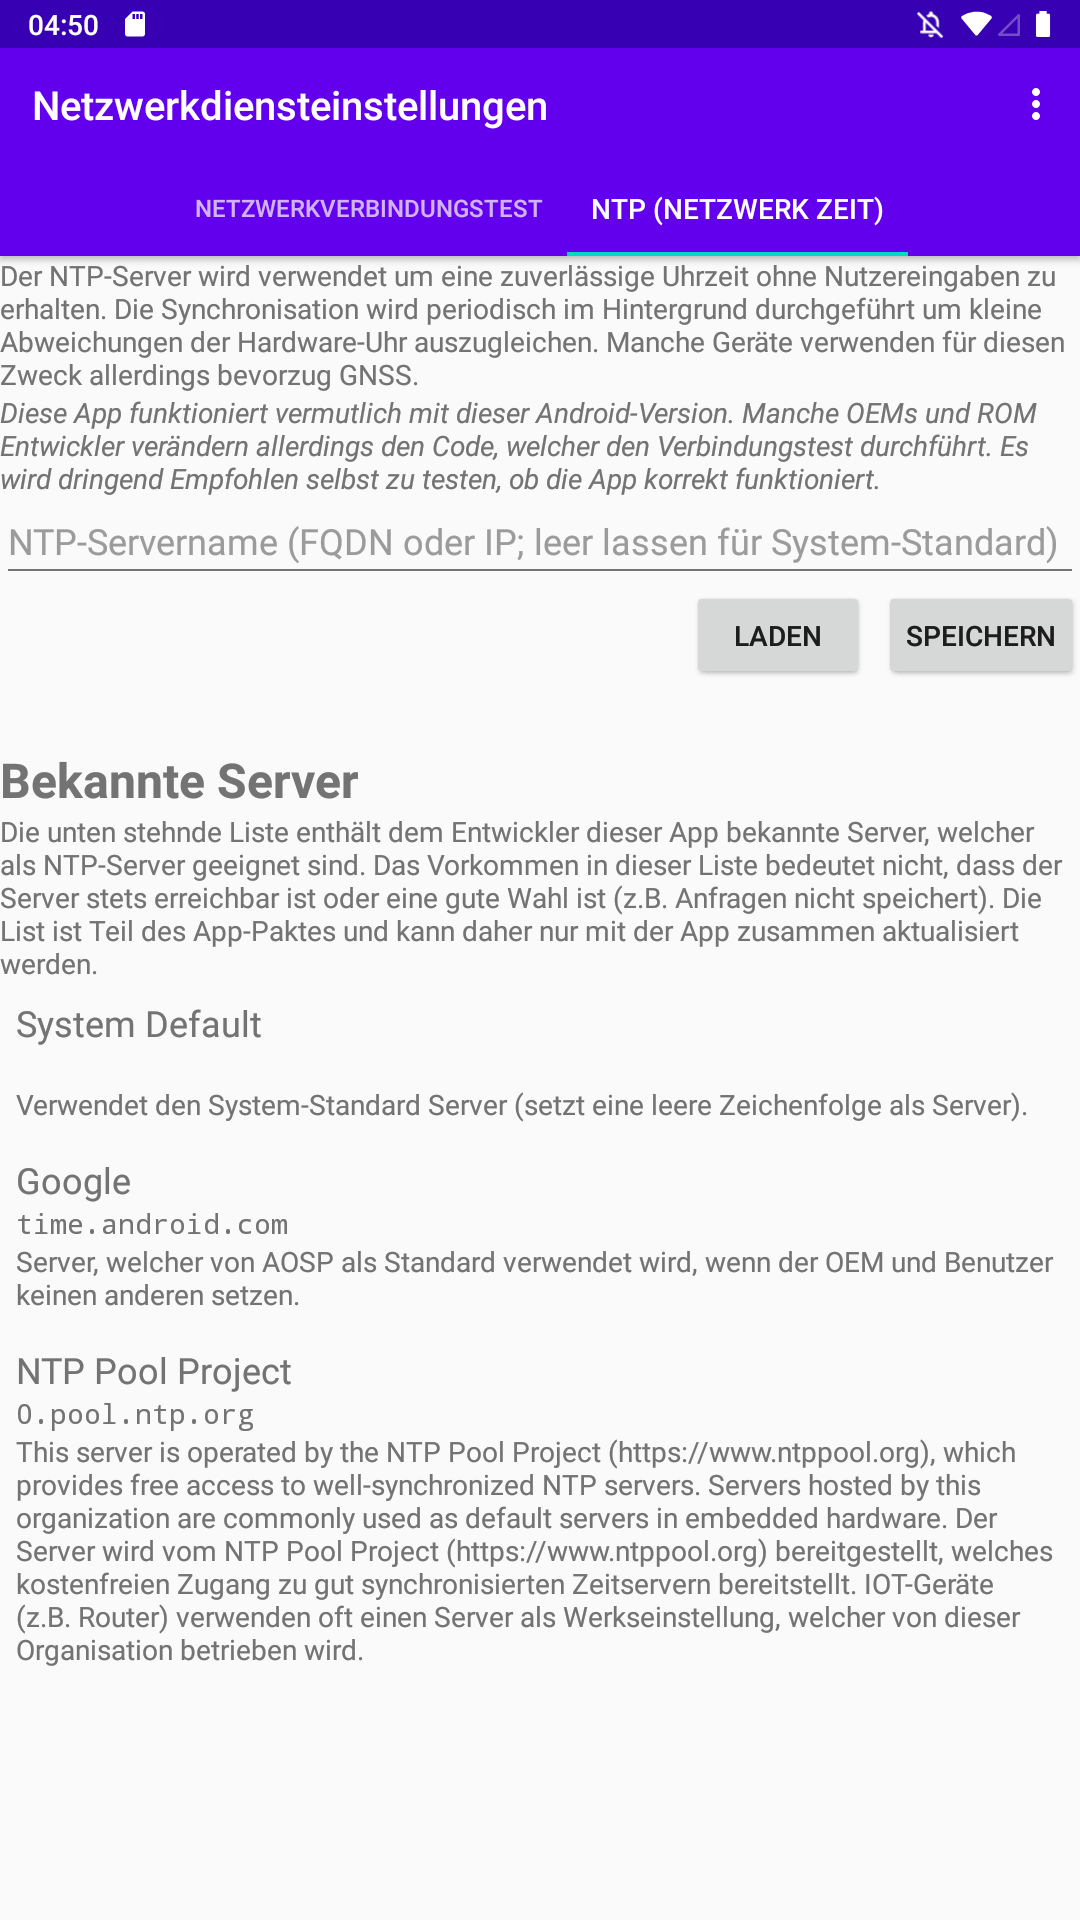 04:50
Netzwerkdiensteinstellungen
NETZWERKVERBINDUNGSTEST
NTP (NETZWERK ZEIT)
Der NTP-Server wird verwendet um eine zuverlässige Uhrzeit ohne Nutzereingaben zu
erhalten. Die Synchronisation wird periodisch im Hintergrund durchgeführt um kleine
Abweichungen der Hardware-Uhr auszugleichen. Manche Geräte verwenden für diesen
Zweck allerdings bevorzug GNSS.
Diese App funktioniert vermutlich mit dieser Android-Version. Manche OEMs und ROM
Entwickler verändern allerdings den Code, welcher den Verbindungstest durchführt. Es
wird dringend Empfohlen selbst zu testen, ob die App korrekt funktioniert.
NTP-Servername (FQDN oder IP; leer lassen für System-Standard)
LADEN
SPEICHERN
Bekannte Server
Die unten stehnde Liste enthält dem Entwickler dieser App bekannte Server, welcher
als NTP-Server geeignet sind. Das Vorkommen in dieser Liste bedeutet nicht, dass der
Server stets erreichbar ist oder eine gute Wahl ist (z.B. Anfragen nicht speichert). Die
List ist Teil des App-Paktes und kann daher nur mit der App zusammen aktualisiert
werden.
System Default
Verwendet den System-Standard Server (setzt eine leere Zeichenfolge als Server).
Google
time.android.com
Server, welcher von AOSP als Standard verwendet wird, wenn der OEM und Benutzer
keinen anderen setzen.
NTP Pool Project
0.pool.ntp.org
This server is operated by the NTP Pool Project (https://www.ntppool.org), which
provides free access to well-synchronized NTP servers. Servers hosted by this
organization are commonly used as default servers in embedded hardware. Der
Server wird vom NTP Pool Project (https://www.ntppool.org) bereitgestellt, welches
kostenfreien Zugang zu gut synchronisierten Zeitservern bereitstellt. IOT-Geräte
(z.B. Router) verwenden oft einen Server als Werkseinstellung, welcher von dieser
Organisation betrieben wird.